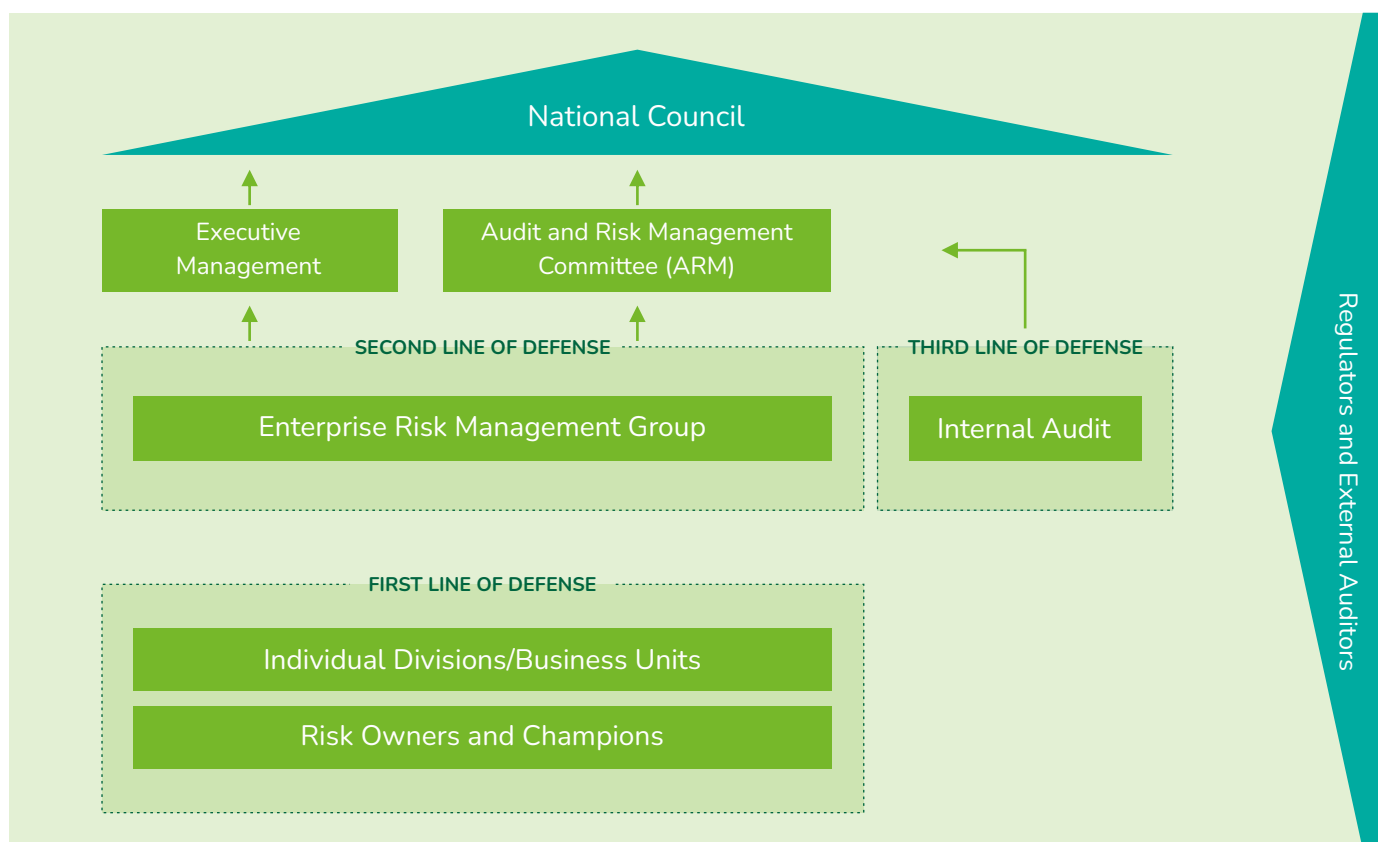 National Council
Executive
Management
Audit and Risk Management
Committee (ARM)
SECOND LINE OF DEFENSE
Enterprise Risk Management Group
THIRD LINE OF DEFENSE
Internal Audit
FIRST LINE OF DEFENSE
Individual Divisions/Business Units
Risk Owners and Champions
Regulators and External Auditors